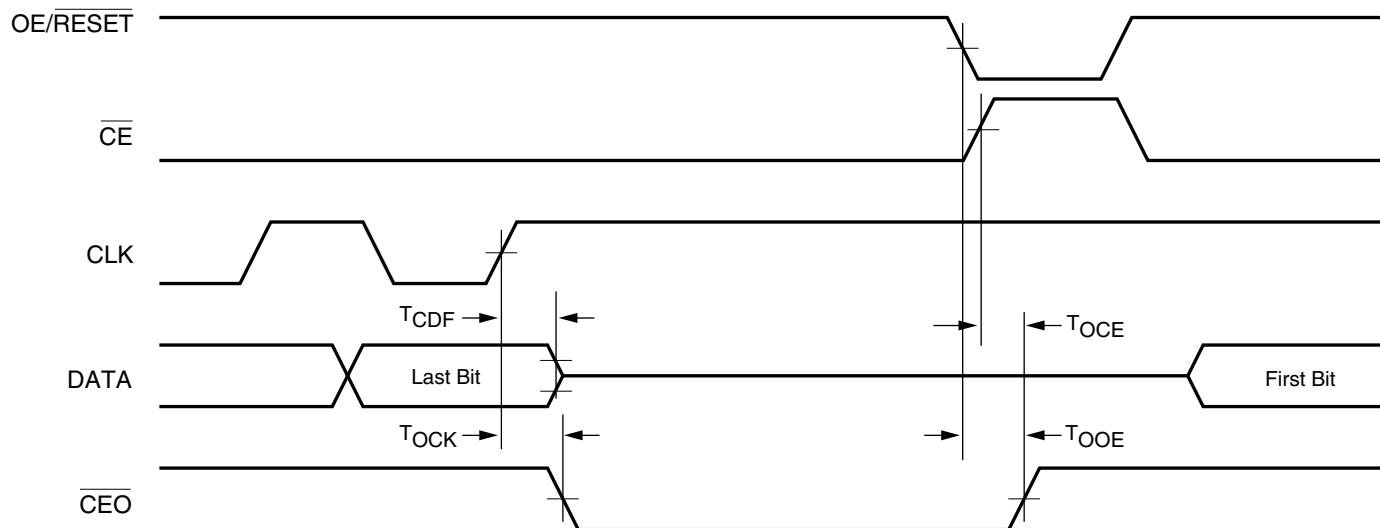 OE/RESET
CE
CLK
TCDF
TOCE
DATA
Last Bit
First Bit
TOCK
TOOE
CEO